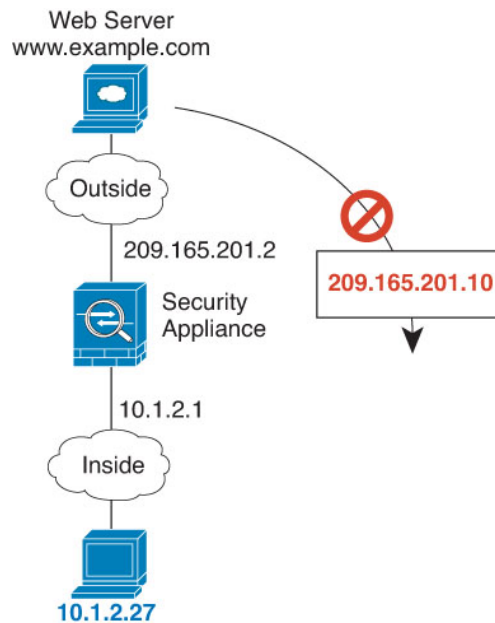 Web Server
www.example.com
Outside
209.165.201.2
209.165.201.10
Security
Appliance
10.1.2.1
Inside
10.1.2.27